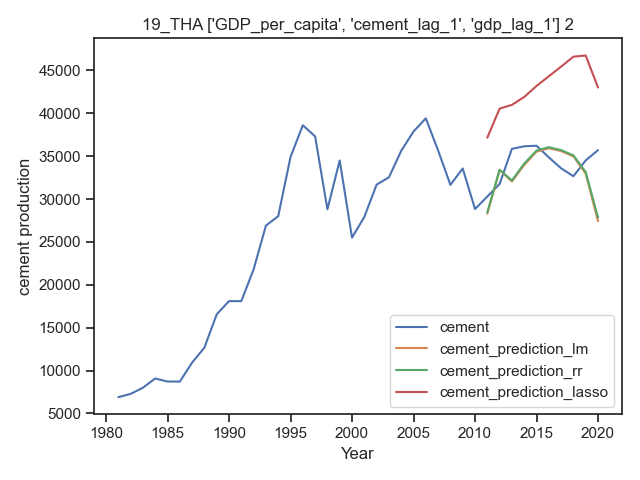 19_THA ['GDP_per_capita', 'cement_lag_1', 'gdp_lag_1'] 2
cement production
45000
40000
35000
30000
25000
20000
15000
10000
5000
cement
cement_prediction_lm
cement_prediction_rr
cement_prediction_lasso
1980 1985 1990 1995 2000 2005 2010 2015 2020
Year